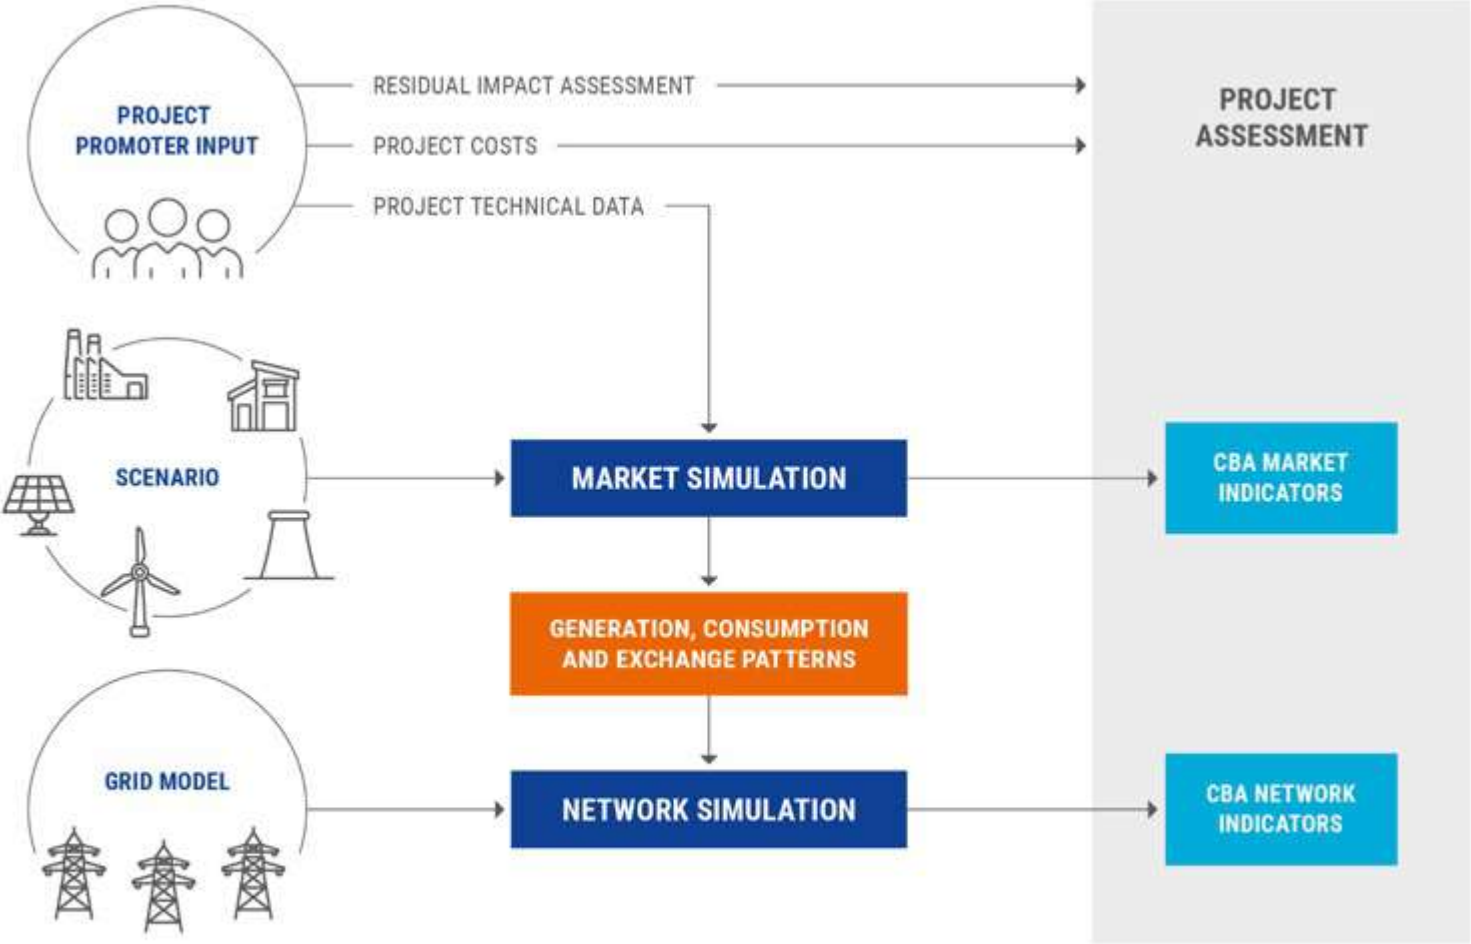 PROJECT
PROMOTER INPUT
RESIDUAL IMPACT ASSESSMENT
PROJECT COSTS
PROJECT TECHNICAL DATA
PROJECT
ASSESSMENT
SCENARIO
MARKET SIMULATION
CBA MARKET
INDICATORS
GENERATION, CONSUMPTION
AND EXCHANGE PATTERNS
GRID MODEL
NETWORK SIMULATION
CBA NETWORK
INDICATORS